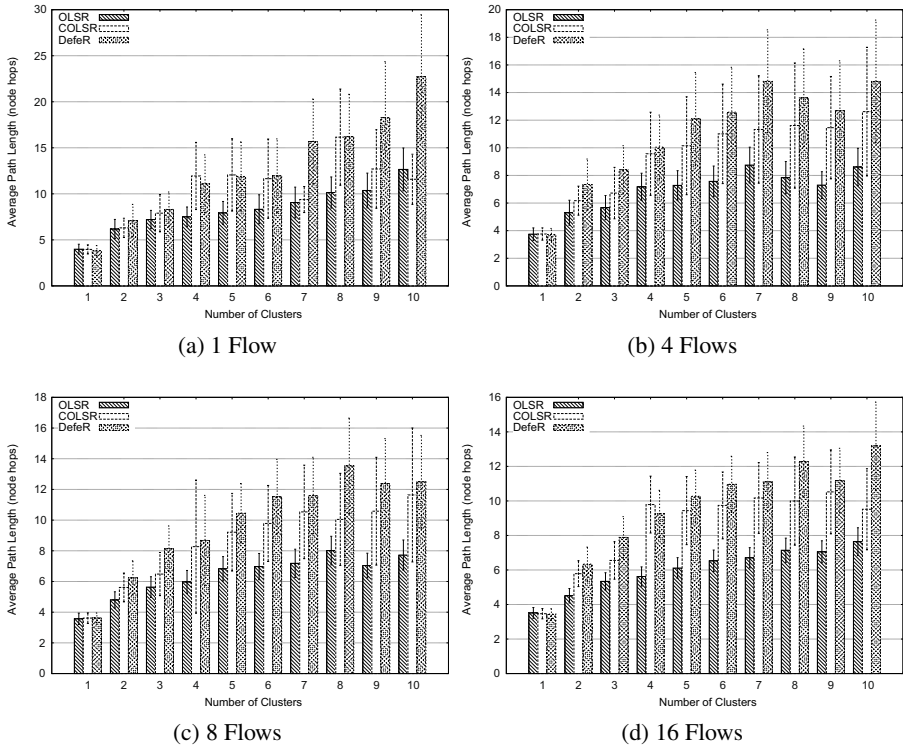 OLSR
COLSR
DefeR
Average Path Length (node hops)
30
25
20
15
10
5
0
1 2 3 4 5 6 7 8 9 10
Number of Clusters
(a) 1 Flow
OLSR
COLSR
DefeR
Average Path Length (node hops)
20
18
16
14
12
10
8
6
4
2
0
1 2 3 4 5 6 7 8 9 10
Number of Clusters
(b) 4 Flows
OLSR
COLSR
DefeR
Average Path Length (node hops)
18
16
14
12
10
8
6
4
2
0
1 2 3 4 5 6 7 8 9 10
Number of Clusters
(c) 8 Flows
OLSR
COLSR
DefeR
Average Path Length (node hops)
16
14
12
10
8
6
4
2
0
1 2 3 4 5 6 7 8 9 10
Number of Clusters
(d) 16 Flows